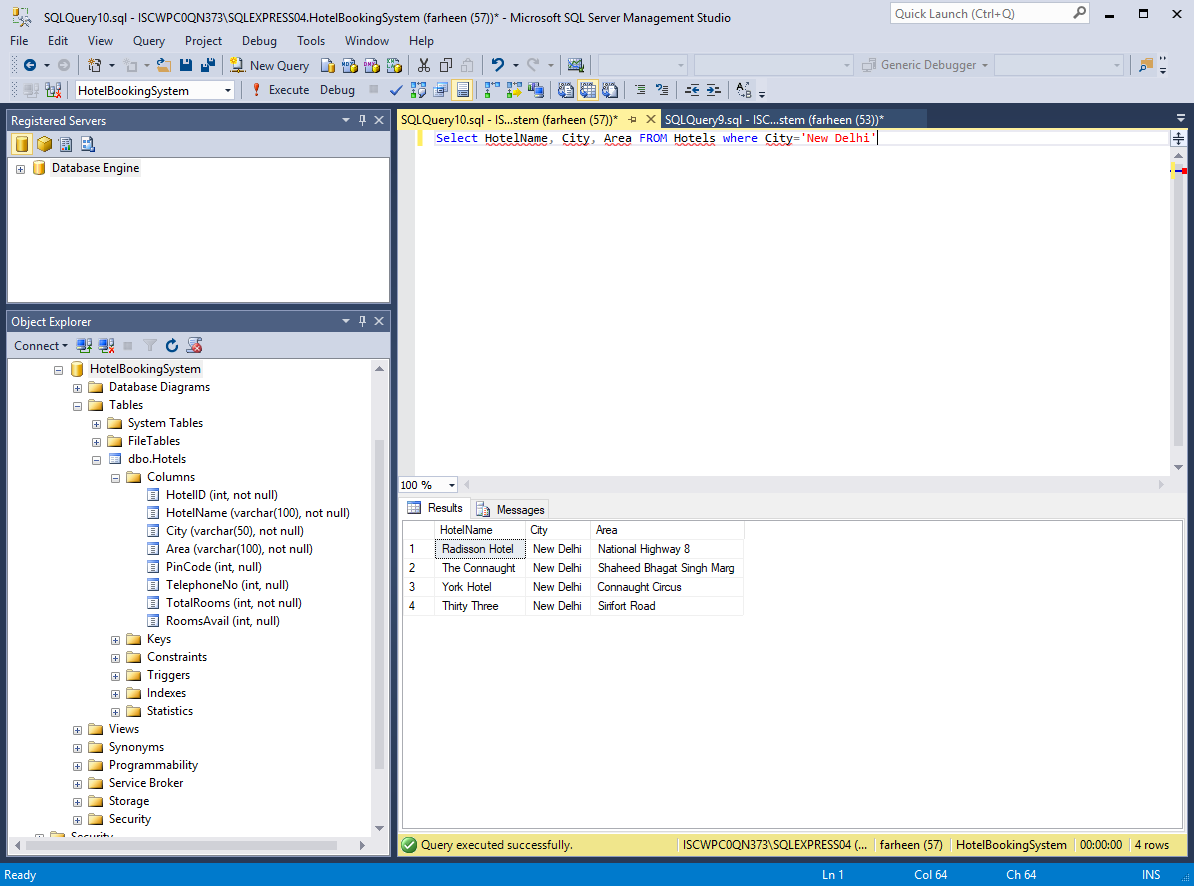 SQLQuery10.sql - ISCWPC0QN373\SQLEXPRESS04.HotelBookingSystem (farheen (57))* - Microsoft SQL Server Management Studio
Quick Launch (Ctrl+Q)
File Edit View Query Project Debug Tools Window Help
New Query
Generic Debugger
HotelBookingSystem
Execute Debug
Registered Servers
Database Engine
Object Explorer
Connect
HotelBookingSystem
Database Diagrams
Tables
System Tables
FileTables
dbo.Hotels
Columns
HotelID (int, not null)
HotelName (varchar(100), not null)
City (varchar(50), not null)
Area (varchar(100), not null)
PinCode (int, null)
TelephoneNo (int, null)
TotalRooms (int, not null)
RoomsAvail (int, null)
Keys
Constraints
Triggers
Indexes
Statistics
Views
Synonyms
Programmability
Service Broker
Storage
Security
Security
SQLQuery10.sql - IS...stem (farheen (57))*
SQLQuery9.sql - ISC...stem (farheen (53))*
Select HotelName, City, Area FROM Hotels where City='New Delhi'
100 %
Results Messages
HotelName City Area
1 Radisson Hotel New Delhi National Highway 8
2 The Connaught New Delhi Shaheed Bhagat Singh Marg
3 York Hotel New Delhi Connaught Circus
4 Thirty Three New Delhi Sirifort Road
Query executed successfully.
ISCWPC0QN373\SQLEXPRESS04 (... farheen (57) HotelBookingSystem 00:00:00 4 rows
Ready Ln 1 Col 64 Ch 64 INS